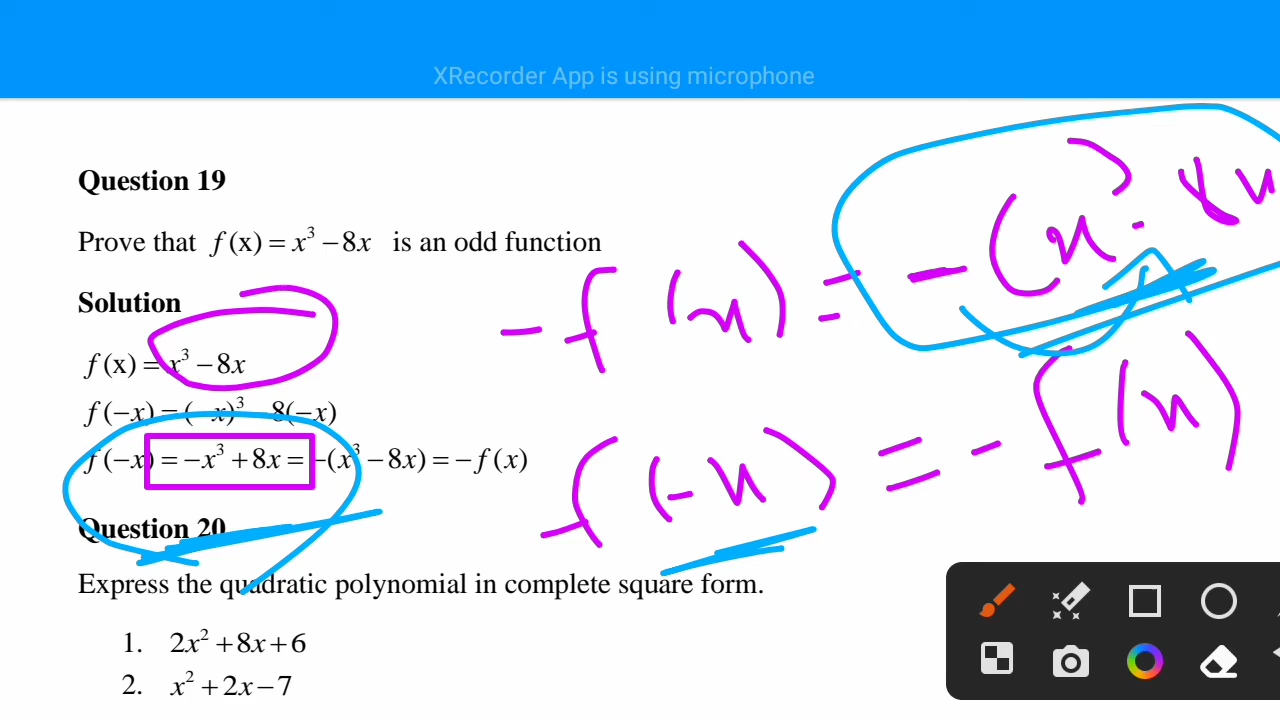 XRecorder App is using microphone
Question 19
Prove that f(x) = x³ − 8x is an odd function
Solution
f(x) = x³ − 8x
f(−x) = (−x)³ − 8(−x)
f(−x) = −x³ + 8x = −(x³ − 8x) = −f(x)
−f(x) = −(x³ − 8x
f(−x) = −f(x)
Question 20
Express the quadratic polynomial in complete square form.
1. 2x² + 8x + 6
2. x² + 2x − 7